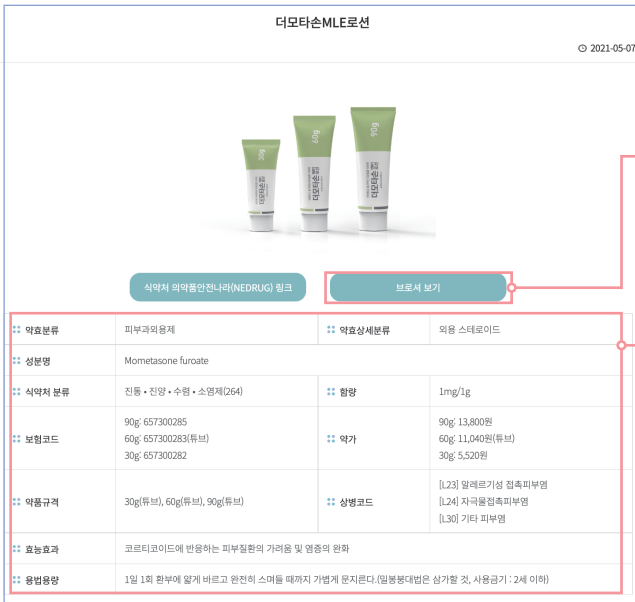 더모타손MLE로션
2021-05-07
30g
60g
90g
더모타손
더모타손
더모타손
식약처 의약품안전나라(NEDRUG) 링크
브로셔 보기
약효분류
피부과외용제
약효상세분류
외용 스테로이드
성분명
Mometasone furoate
식약처 분류
진통 • 진양 • 수렴 • 소염제(264)
함량
1mg/1g
보험코드
90g: 657300285
60g: 657300283(튜브)
30g: 657300282
약가
90g: 13,800원
60g: 11,040원(튜브)
30g: 5,520원
약품규격
30g(튜브), 60g(튜브), 90g(튜브)
상병코드
[L23] 알레르기성 접촉피부염
[L24] 자극물접촉피부염
[L30] 기타 피부염
효능효과
코르티코이드에 반응하는 피부질환의 가려움 및 염증의 완화
용법용량
1일 1회 환부에 얇게 바르고 완전히 스며들 때까지 가볍게 문지른다.(밀봉붕대법은 삼가할 것, 사용금기 : 2세 이하)